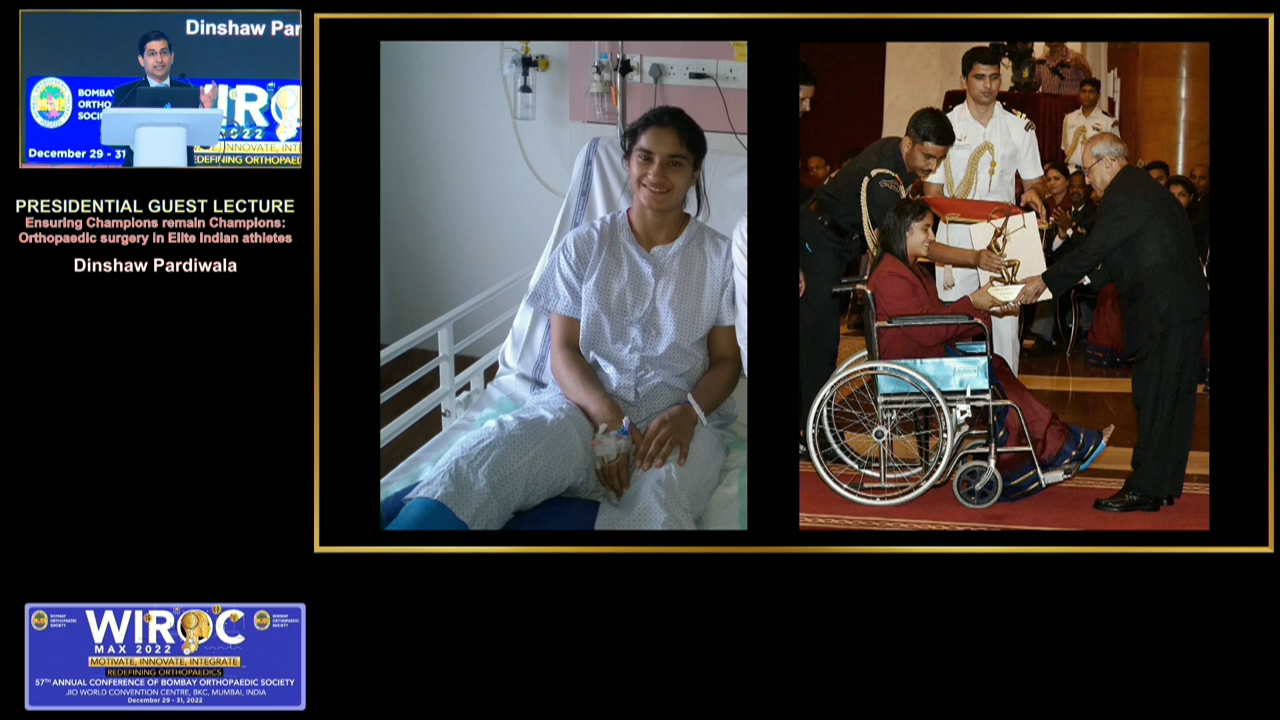 Dinshaw Par
BOMBAY
ORTHO
SOCI
WIRO
2022
INNOVATE, INT
REDEFINING ORTHOPAED
December 29 - 31
PRESIDENTIAL GUEST LECTURE
Ensuring Champions remain Champions:
Orthopaedic surgery in Elite Indian athletes
Dinshaw Pardiwala
BOMBAY
ORTHOPAEDIC
SOCIETY
WIROC
BOMBAY
ORTHOPAEDIC
SOCIETY
MAX 2022
MOTIVATE, INNOVATE, INTEGRATE
REDEFINING ORTHOPAEDICS
57TH ANNUAL CONFERENCE OF BOMBAY ORTHOPAEDIC SOCIETY
JIO WORLD CONVENTION CENTRE, BKC, MUMBAI, INDIA
December 29 - 31, 2022